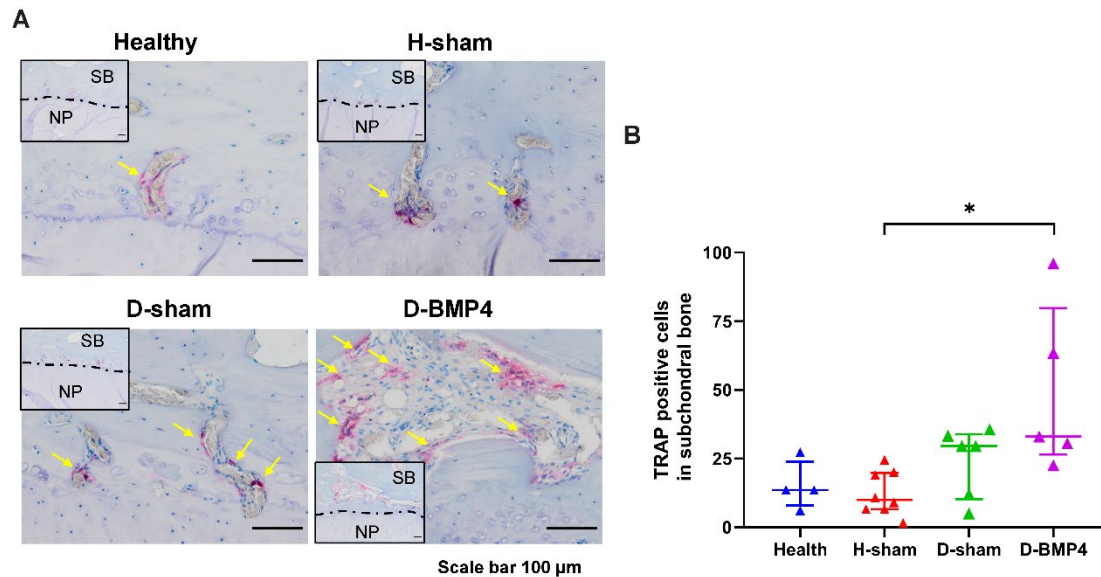 A
Healthy
H-sham
SB
NP
SB
NP
D-sham
D-BMP4
SB
NP
SB
NP
Scale bar 100 µm
B
*
TRAP positive cells
in subchondral bone
100
75
50
25
0
Health
H-sham
D-sham
D-BMP4